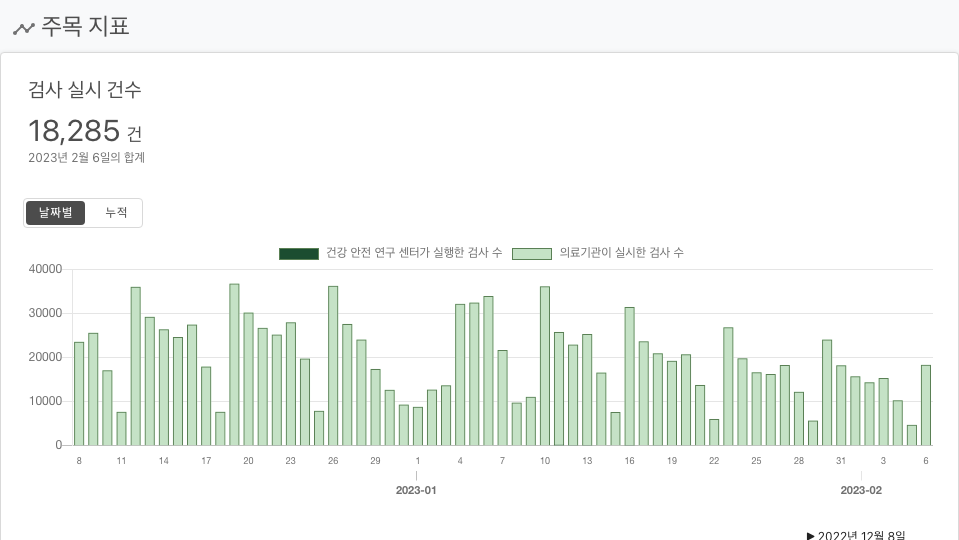 주목 지표
검사 실시 건수
18,285 건
2023년 2월 6일의 합계
날짜별 누적
건강 안전 연구 센터가 실행한 검사 수 의료기관이 실시한 검사 수
40000
30000
20000
10000
0
8 11 14 17 20 23 26 29 1 4 7 10 13 16 19 22 25 28 31 3 6
2023-01 2023-02
▶ 2022년 12월 8일